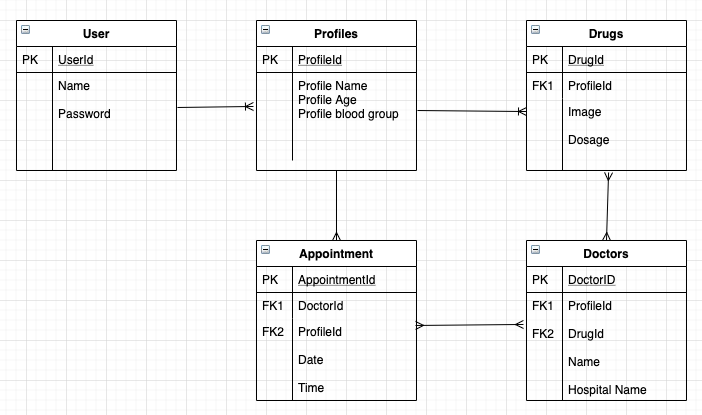 User
PK UserId
Name
Password
Profiles
PK ProfileId
Profile Name
Profile Age
Profile blood group
Drugs
PK DrugId
FK1 ProfileId
Image
Dosage
Appointment
PK AppointmentId
FK1 DoctorId
FK2 ProfileId
Date
Time
Doctors
PK DoctorID
FK1 ProfileId
FK2 DrugId
Name
Hospital Name